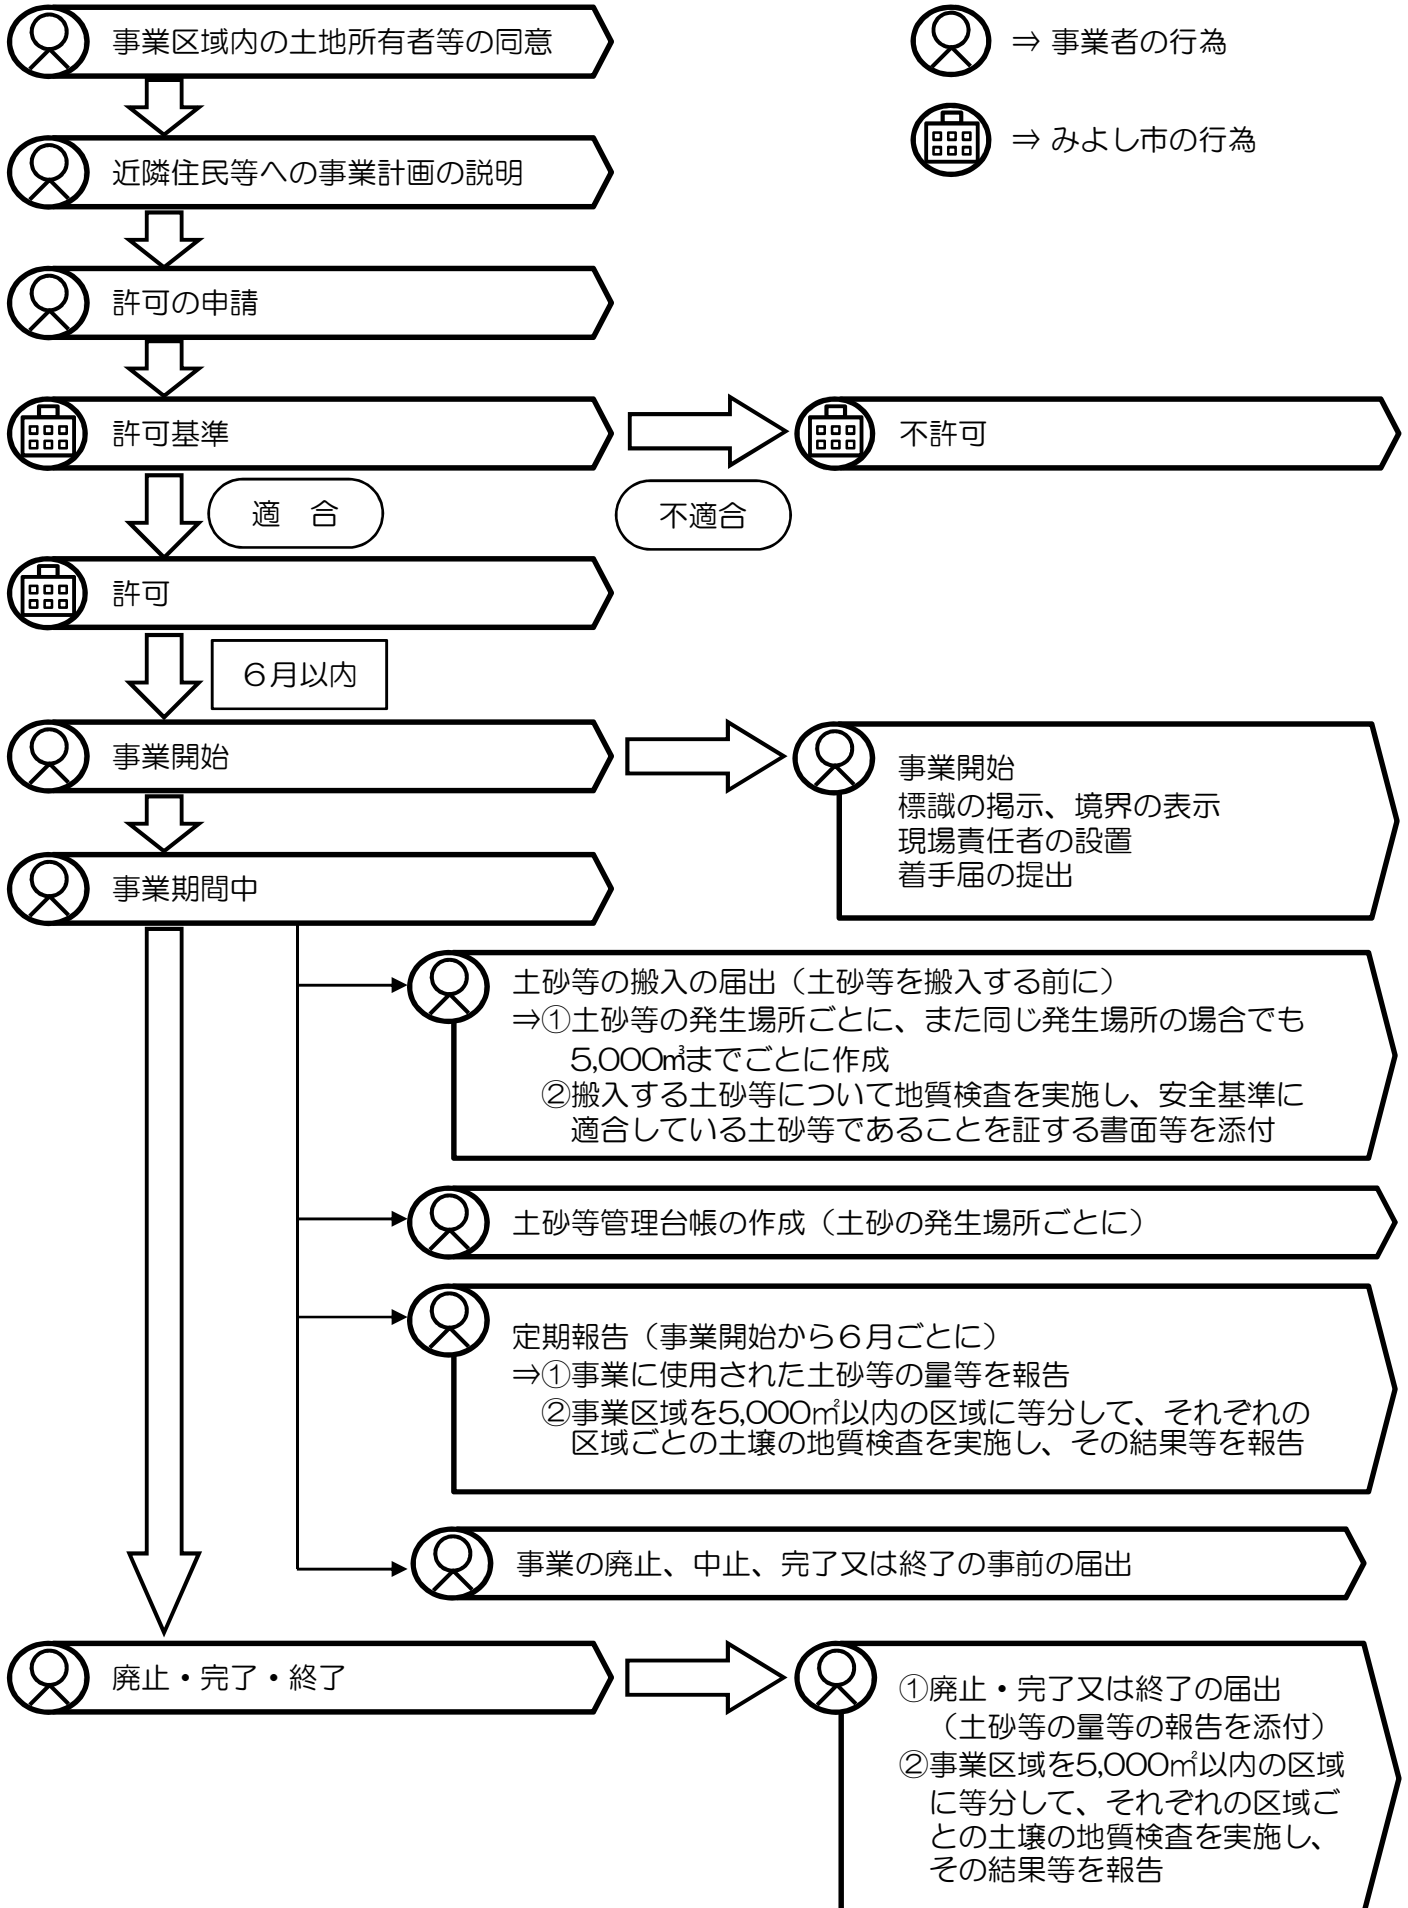 事業区域内の土地所有者等の同意
⇒ 事業者の行為
⇒ みよし市の行為
近隣住民等への事業計画の説明
許可の申請
許可基準
不許可
適　合
不適合
許可
６月以内
事業開始
事業開始
標識の掲示、境界の表示
現場責任者の設置
着手届の提出
事業期間中
土砂等の搬入の届出（土砂等を搬入する前に）
⇒①土砂等の発生場所ごとに、また同じ発生場所の場合でも
5,000㎥までごとに作成
②搬入する土砂等について地質検査を実施し、安全基準に
適合している土砂等であることを証する書面等を添付
土砂等管理台帳の作成（土砂の発生場所ごとに）
定期報告（事業開始から６月ごとに）
⇒①事業に使用された土砂等の量等を報告
②事業区域を5,000㎡以内の区域に等分して、それぞれの
区域ごとの土壌の地質検査を実施し、その結果等を報告
事業の廃止、中止、完了又は終了の事前の届出
廃止・完了・終了
①廃止・完了又は終了の届出
（土砂等の量等の報告を添付）
②事業区域を5,000㎡以内の区域
に等分して、それぞれの区域ご
との土壌の地質検査を実施し、
その結果等を報告